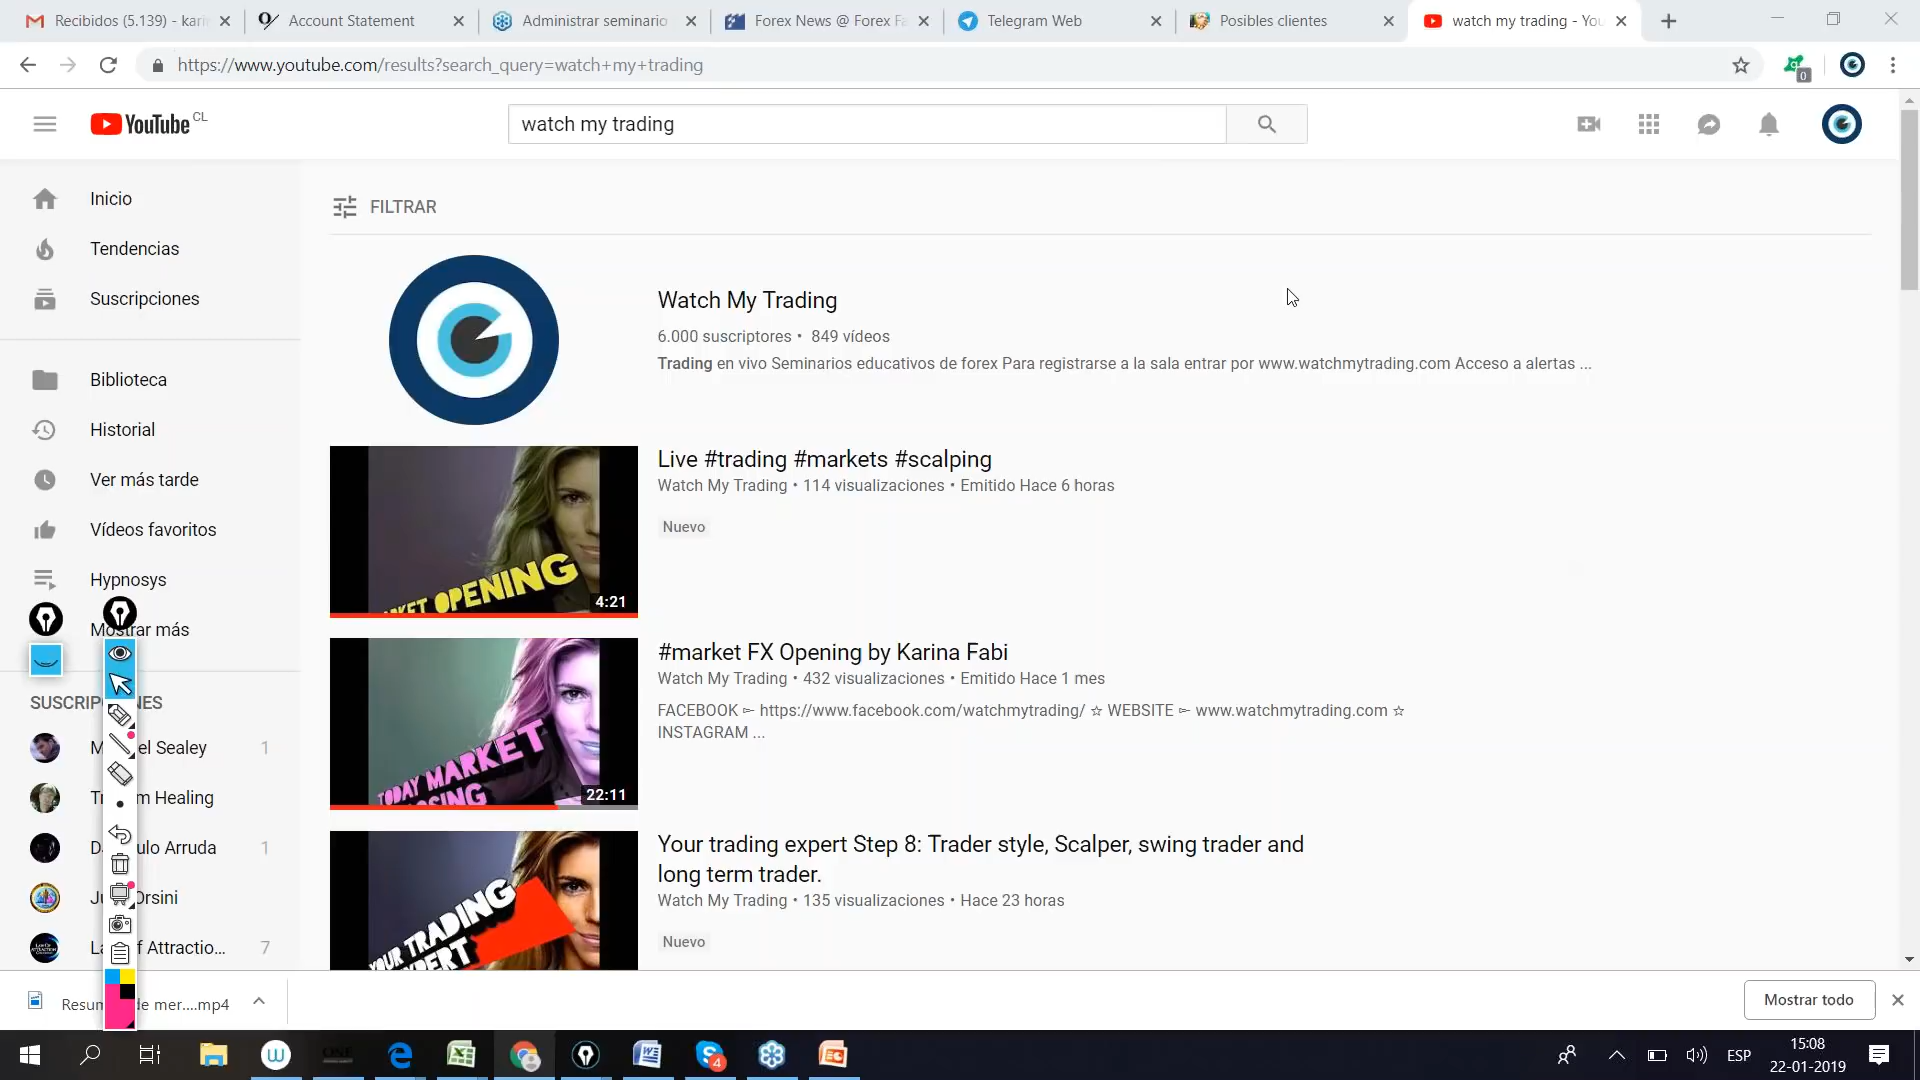 Recibidos (5.139) - kari
Account Statement
Administrar seminario
Forex News @ Forex Fa
Telegram Web
Posibles clientes
watch my trading - You
https://www.youtube.com/results?search_query=watch+my+trading
0
YouTube CL
watch my trading
Inicio
Tendencias
Suscripciones
Biblioteca
Historial
Ver más tarde
Vídeos favoritos
Hypnosys
Mostrar más
FILTRAR
Watch My Trading
6.000 suscriptores • 849 vídeos
Trading en vivo Seminarios educativos de forex Para registrarse a la sala entrar por www.watchmytrading.com Acceso a alertas ...
OPENING
4:21
Live #trading #markets #scalping
Watch My Trading • 114 visualizaciones • Emitido Hace 6 horas
Nuevo
TODAY MARKET
22:11
#market FX Opening by Karina Fabi
Watch My Trading • 432 visualizaciones • Emitido Hace 1 mes
FACEBOOK ► https://www.facebook.com/watchmytrading/ ☆ WEBSITE ► www.watchmytrading.com ☆
INSTAGRAM ...
YOUR TRADING
Your trading expert Step 8: Trader style, Scalper, swing trader and
long term trader.
Watch My Trading • 135 visualizaciones • Hace 23 horas
Nuevo
Sealey 1
Healing
Arruda 1
Orsini
Attractio... 7
mer....mp4
Mostrar todo
4
ESP
15:08
22-01-2019